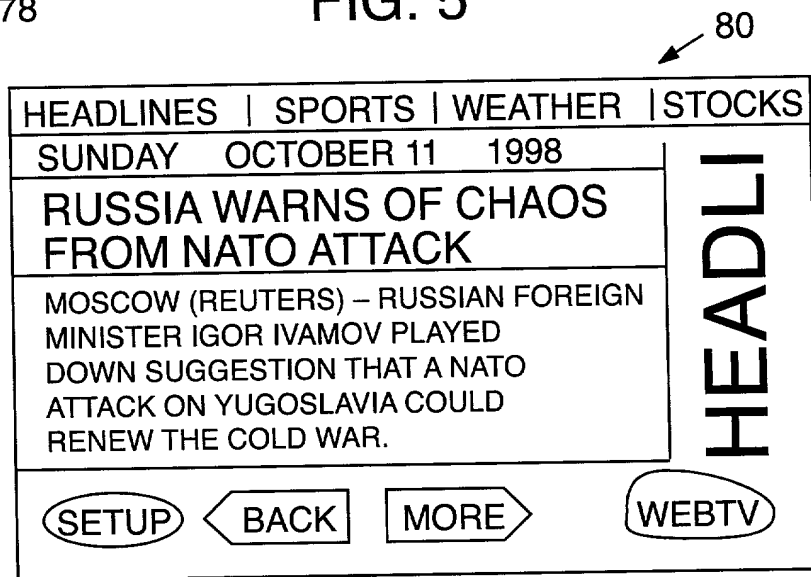 78
FIG. 5
80
HEADLINES | SPORTS | WEATHER | STOCKS
SUNDAY OCTOBER 11 1998
RUSSIA WARNS OF CHAOS
FROM NATO ATTACK
MOSCOW (REUTERS) – RUSSIAN FOREIGN
MINISTER IGOR IVAMOV PLAYED
DOWN SUGGESTION THAT A NATO
ATTACK ON YUGOSLAVIA COULD
RENEW THE COLD WAR.
HEADLI
SETUP BACK MORE WEBTV